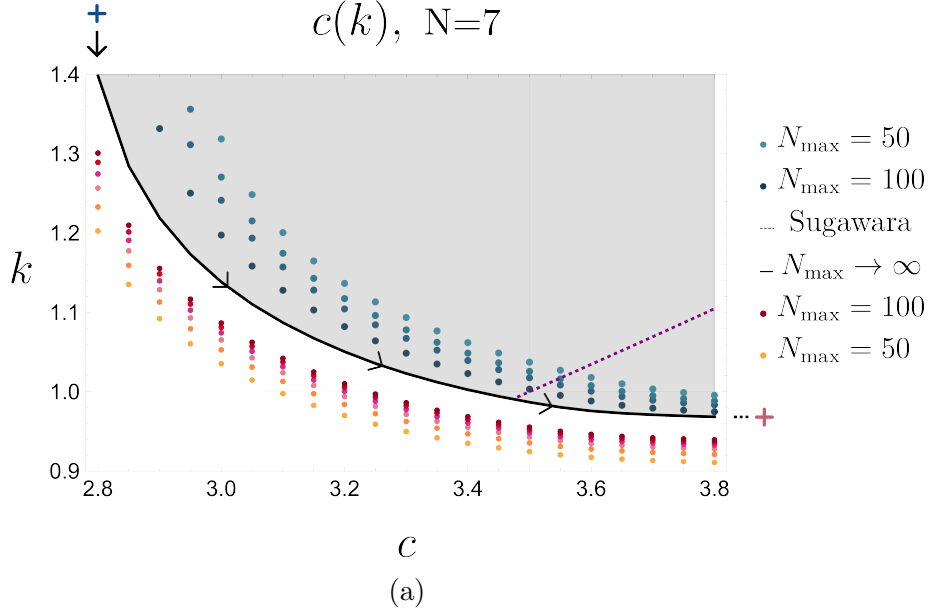 c(k), N=7
1.4
1.3
1.2
1.1
1.0
0.9
k
2.8 3.0 3.2 3.4 3.6 3.8
c
N_max = 50
N_max = 100
Sugawara
N_max → ∞
N_max = 100
N_max = 50
(a)